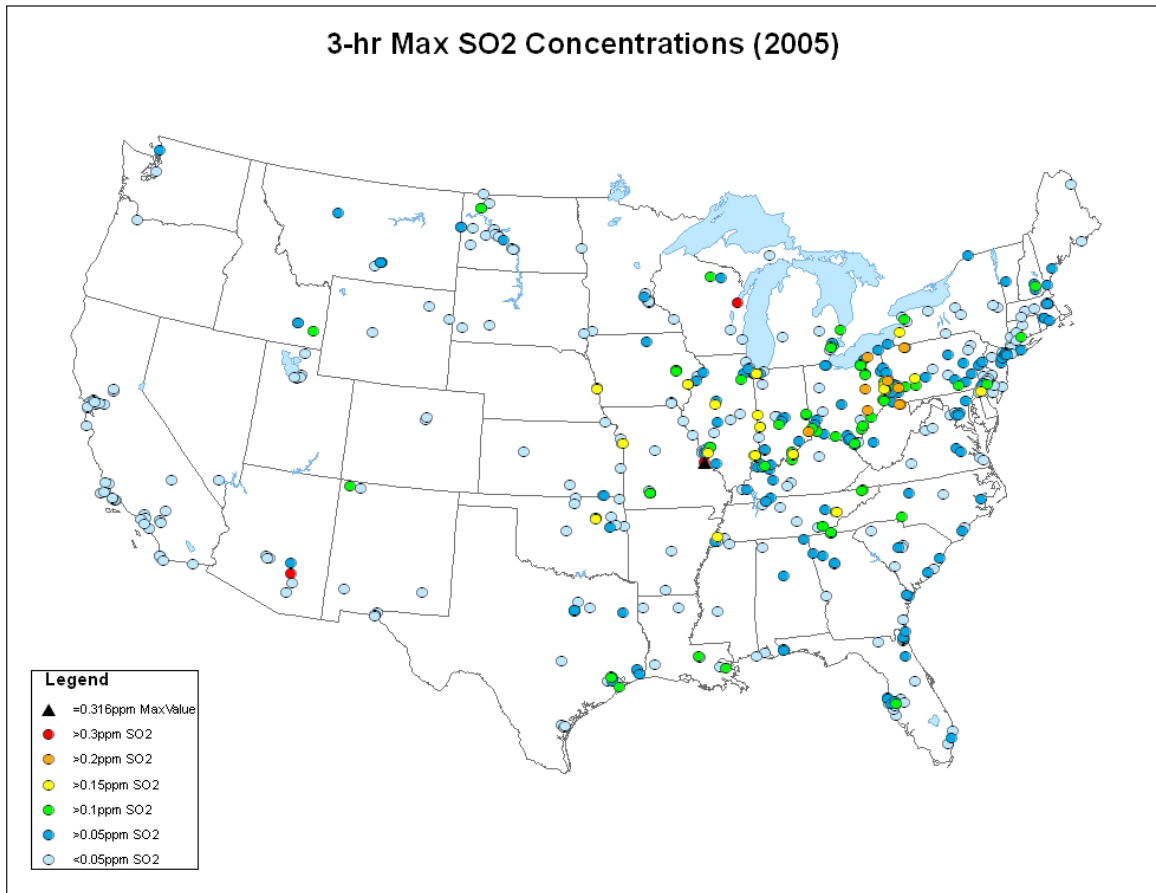 3-hr Max SO2 Concentrations (2005)
Legend
=0.316ppm MaxValue
>0.3ppm SO2
>0.2ppm SO2
>0.15ppm SO2
>0.1ppm SO2
>0.05ppm SO2
<0.05ppm SO2